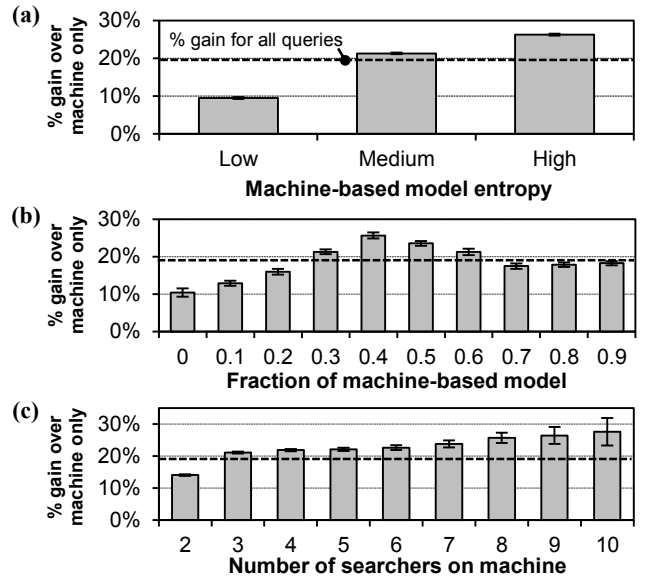 (a)
% gain over
machine only
30%
20%
10%
0%
% gain for all queries
Low Medium High
Machine-based model entropy
(b)
% gain over
machine only
30%
20%
10%
0%
0 0.1 0.2 0.3 0.4 0.5 0.6 0.7 0.8 0.9
Fraction of machine-based model
(c)
% gain over
machine only
30%
20%
10%
0%
2 3 4 5 6 7 8 9 10
Number of searchers on machine